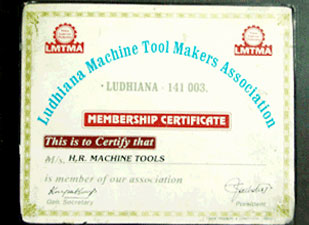 LMTMA
LMTMA
Ludhiana Machine Tool Makers Association
LUDHIANA - 141 003.
MEMBERSHIP CERTIFICATE
This is to Certify that
M/s. H.R. MACHINE TOOLS
is member of our association
Genl. Secretary
President